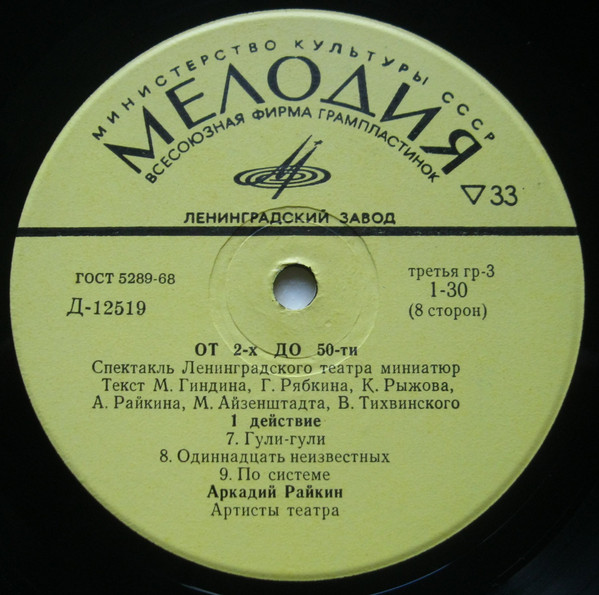 МИНИСТЕРСТВО КУЛЬТУРЫ СССР
МЕЛОДИЯ
ВСЕСОЮЗНАЯ ФИРМА ГРАМПЛАСТИНОК
▽ 33
ЛЕНИНГРАДСКИЙ ЗАВОД
ГОСТ 5289-68
Д-12519
третья гр-3
1-30
(8 сторон)
ОТ 2-х ДО 50-ти
Спектакль Ленинградского театра миниатюр
Текст М. Гиндина, Г. Рябкина, К. Рыжова,
А. Райкина, М. Айзенштадта, В. Тихвинского
1 действие
7. Гули-гули
8. Одиннадцать неизвестных
9. По системе
Аркадий Райкин
Артисты театра